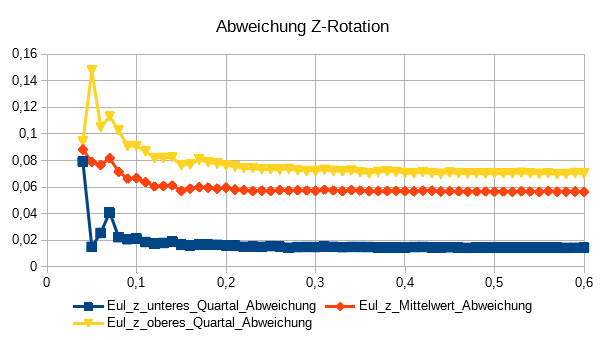 Abweichung Z-Rotation
0,16
0,14
0,12
0,1
0,08
0,06
0,04
0,02
0
0 0,1 0,2 0,3 0,4 0,5 0,6
Eul_z_unteres_Quartal_Abweichung Eul_z_Mittelwert_Abweichung
Eul_z_oberes_Quartal_Abweichung